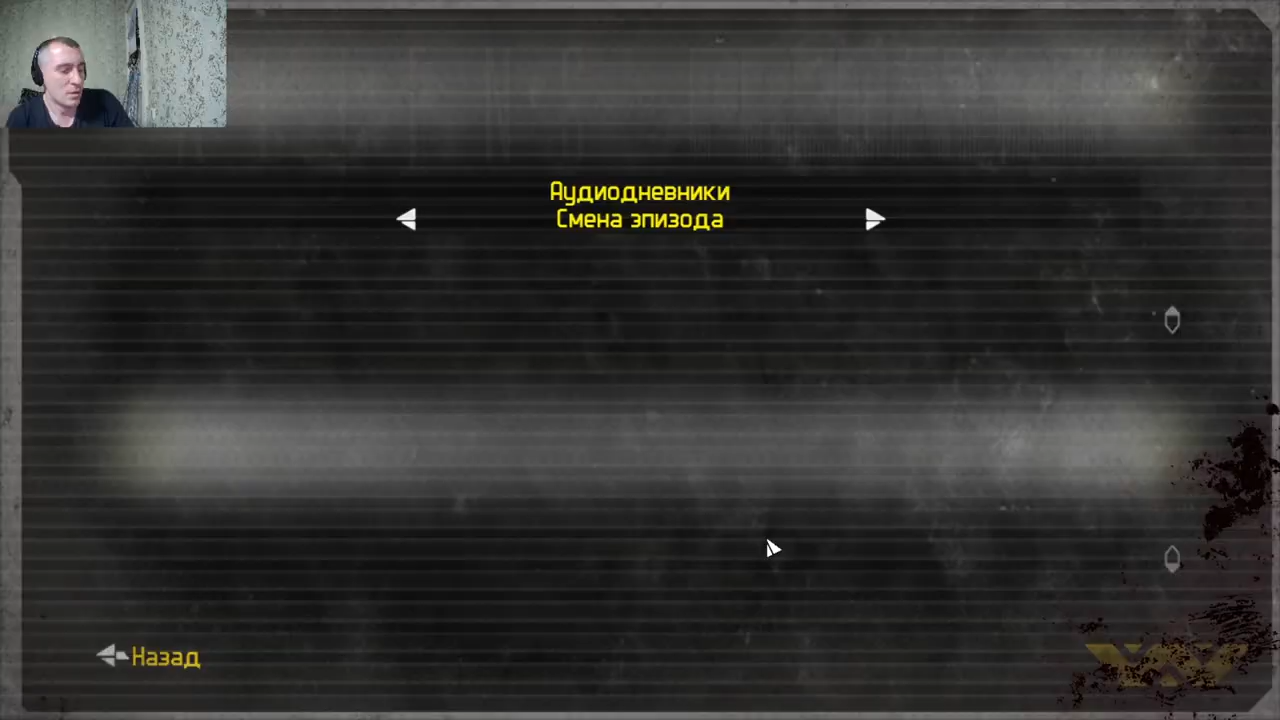 Аудиодневники
Смена эпизода
Назад